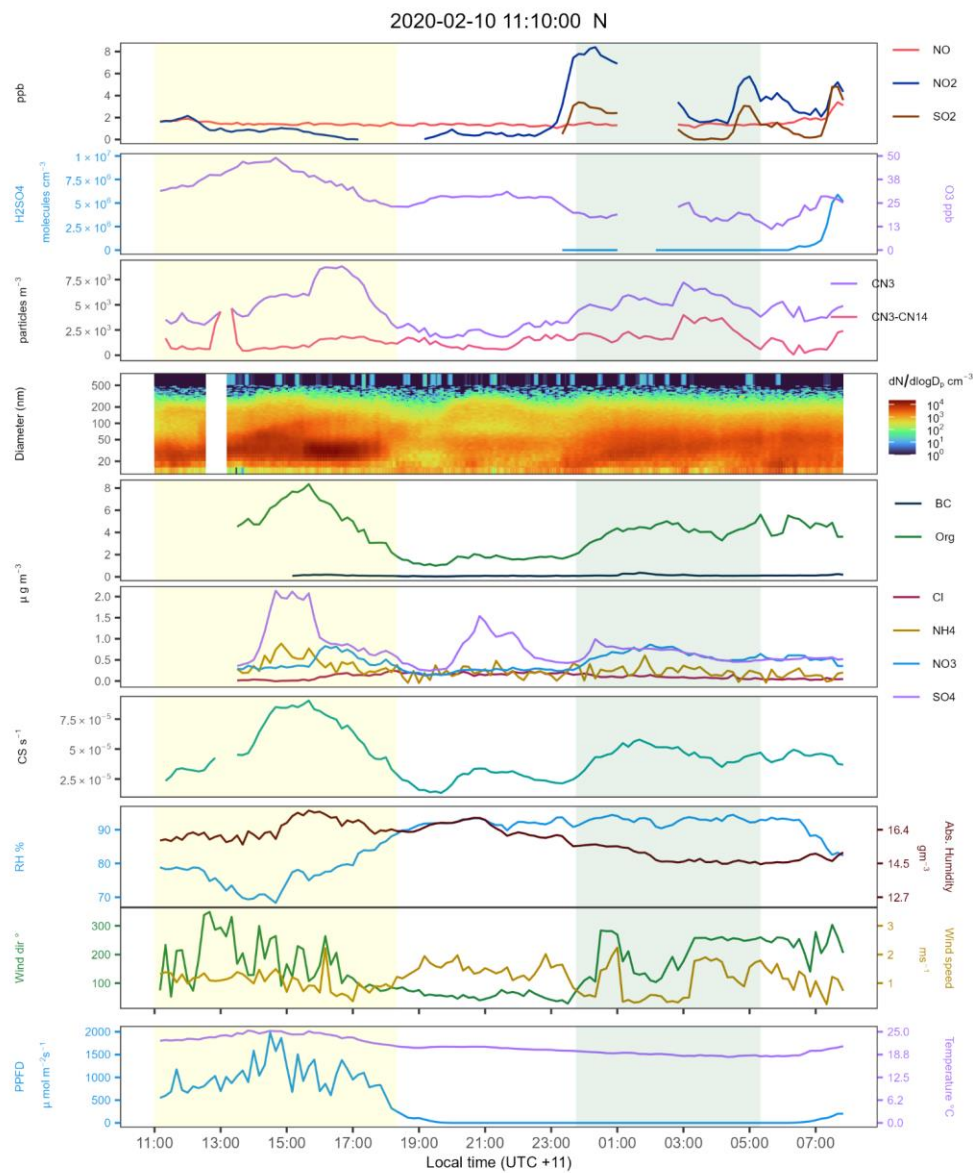 2020-02-10 11:10:00 N
ppb
8
6
4
2
0
NO
NO2
SO2
H2SO4
molecules cm⁻³
1 × 10⁷
7.5 × 10⁶
5 × 10⁶
2.5 × 10⁶
0
50
38
25
13
0
O3 ppb
particles m⁻³
7.5 × 10³
5 × 10³
2.5 × 10³
0
CN3
CN3-CN14
Diameter (nm)
500
200
100
50
20
dN/dlogDₚ cm⁻³
10⁴
10³
10²
10¹
10⁰
μ g m⁻³
8
6
4
2
0
BC
Org
2.0
1.5
1.0
0.5
0.0
Cl
NH4
NO3
SO4
CS s⁻¹
7.5 × 10⁻⁵
5 × 10⁻⁵
2.5 × 10⁻⁵
RH %
90
80
70
16.4
14.5
12.7
Abs. Humidity
gm⁻³
Wind dir °
300
200
100
3
2
1
Wind speed
ms⁻¹
PPFD
μ mol m⁻²s⁻¹
2000
1500
1000
500
0
25.0
18.8
12.5
6.2
0.0
Temperature °C
11:00 13:00 15:00 17:00 19:00 21:00 23:00 01:00 03:00 05:00 07:00
Local time (UTC +11)